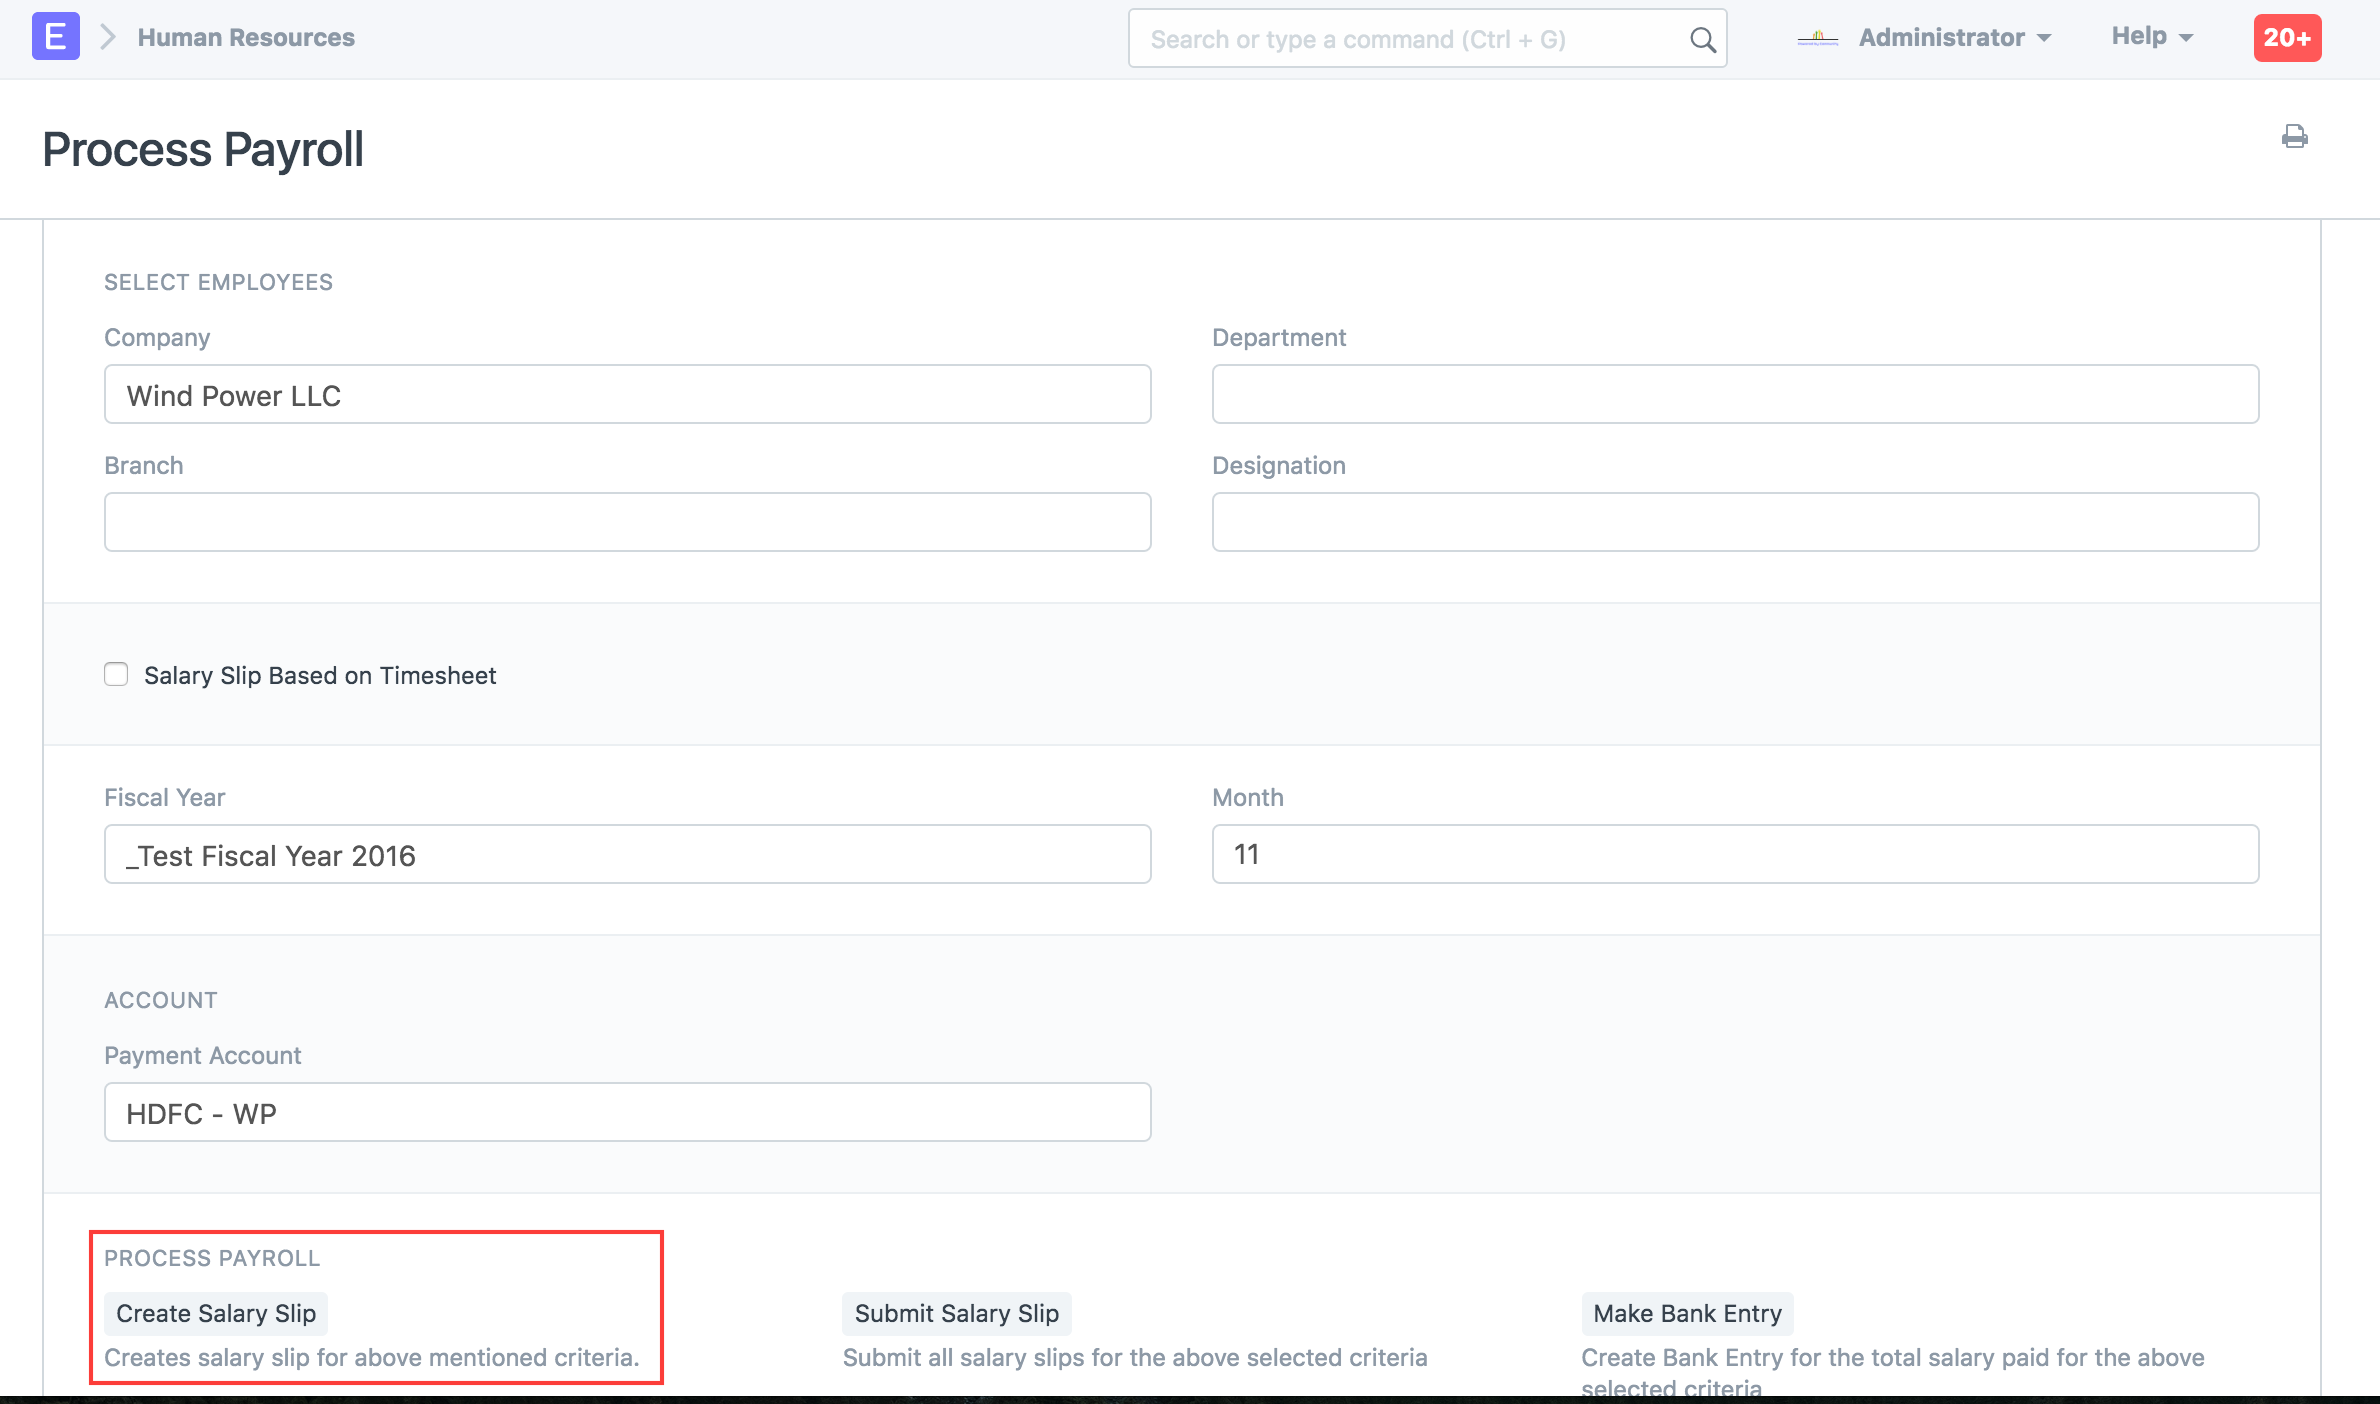 E
Human Resources
Search or type a command (Ctrl + G)
Administrator
Help
20+
Process Payroll
SELECT EMPLOYEES
Company
Department
Wind Power LLC
Branch
Designation
Salary Slip Based on Timesheet
Fiscal Year
Month
_Test Fiscal Year 2016
11
ACCOUNT
Payment Account
HDFC - WP
PROCESS PAYROLL
Create Salary Slip
Creates salary slip for above mentioned criteria.
Submit Salary Slip
Submit all salary slips for the above selected criteria
Make Bank Entry
Create Bank Entry for the total salary paid for the above
selected criteria